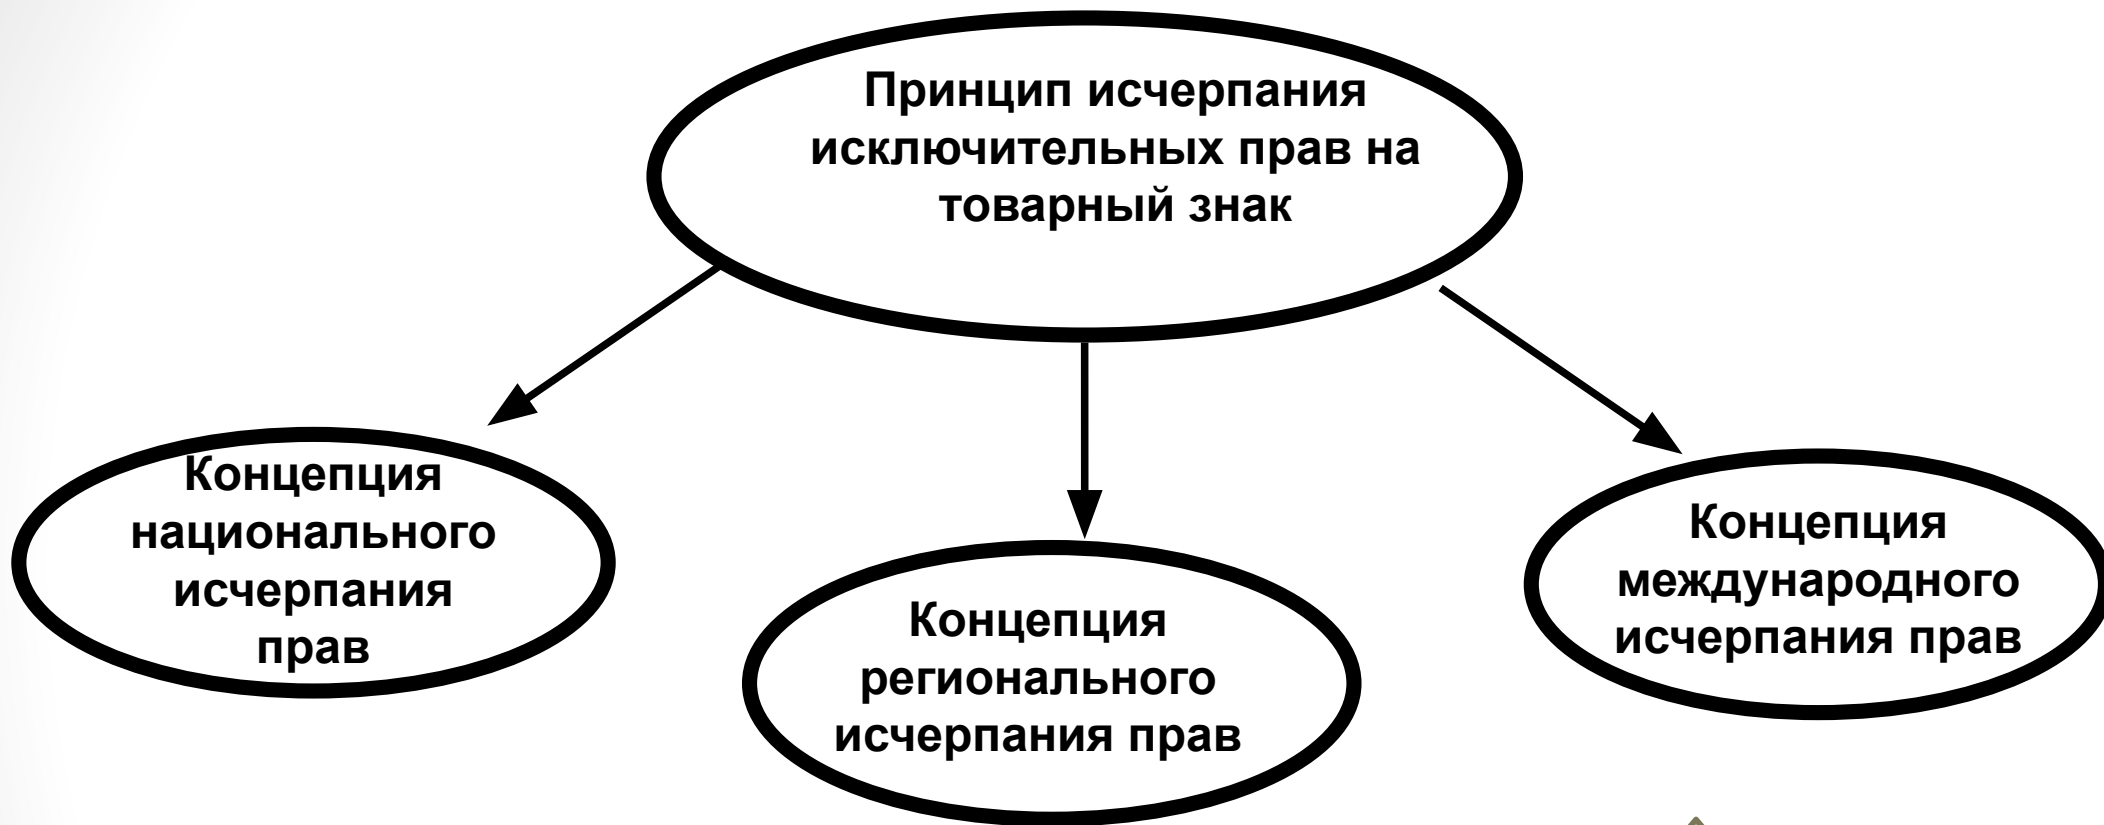 Принцип исчерпания
исключительных прав на
товарный знак
Концепция
национального
исчерпания
прав
Концепция
регионального
исчерпания прав
Концепция
международного
исчерпания прав